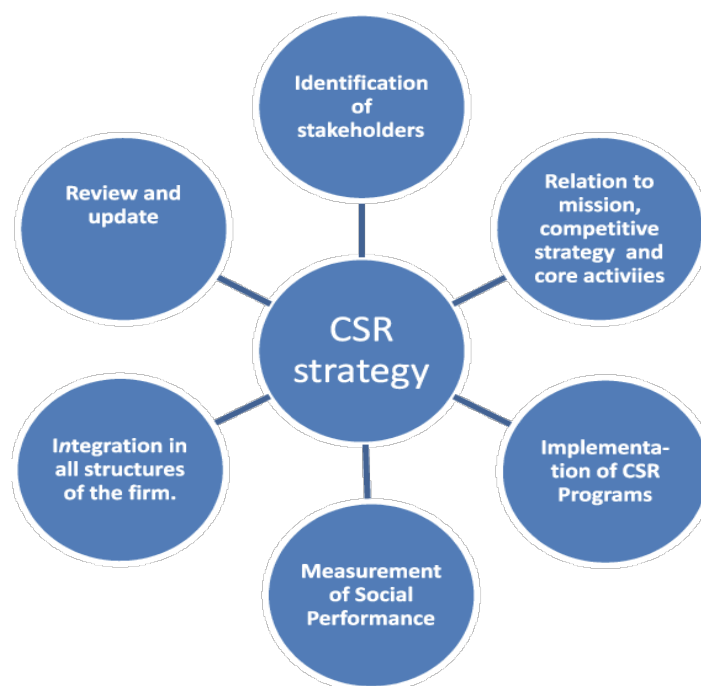 Identification
of
stakeholders
Relation to
mission,
competitive
strategy and
core activiies
Implementa-
tion of CSR
Programs
Measurement
of Social
Performance
Integration in
all structures
of the firm.
Review and
update
CSR
strategy